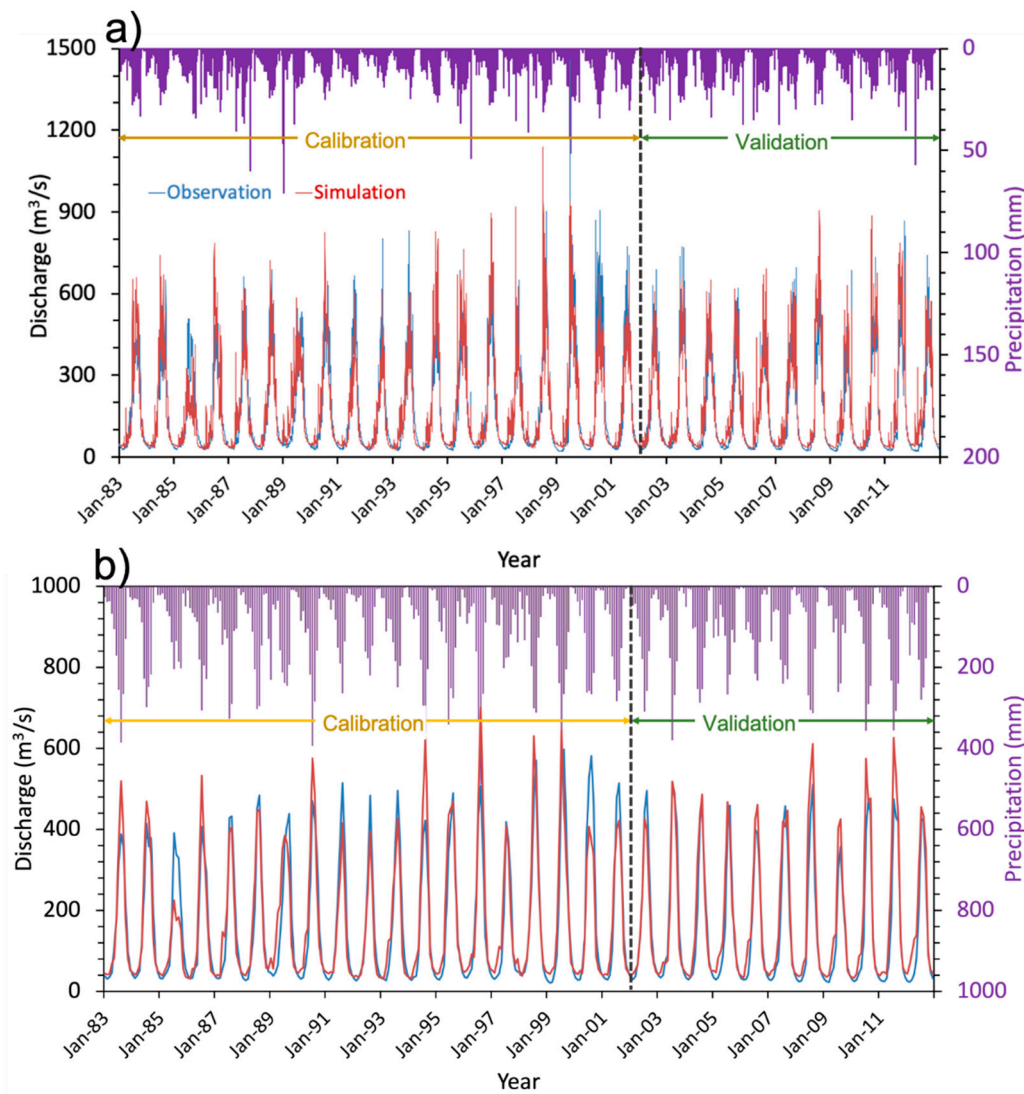 a)
1500
1200
900
600
300
0
Discharge (m³/s)
0
50
100
150
200
Precipitation (mm)
Calibration
Validation
Observation
Simulation
Jan-83
Jan-85
Jan-87
Jan-89
Jan-91
Jan-93
Jan-95
Jan-97
Jan-99
Jan-01
Jan-03
Jan-05
Jan-07
Jan-09
Jan-11
Year
b)
1000
800
600
400
200
0
Discharge (m³/s)
0
200
400
600
800
1000
Precipitation (mm)
Calibration
Validation
Jan-83
Jan-85
Jan-87
Jan-89
Jan-91
Jan-93
Jan-95
Jan-97
Jan-99
Jan-01
Jan-03
Jan-05
Jan-07
Jan-09
Jan-11
Year